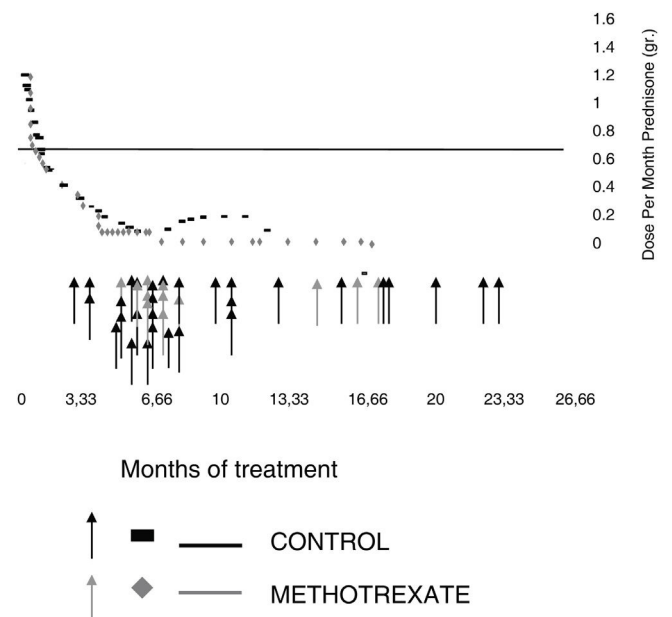 1.6
1.4
1.2
1
0.8
0.6
0.4
0.2
0
Dose Per Month Prednisone (gr.)
0 3,33 6,66 10 13,33 16,66 20 23,33 26,66
Months of treatment
CONTROL
METHOTREXATE